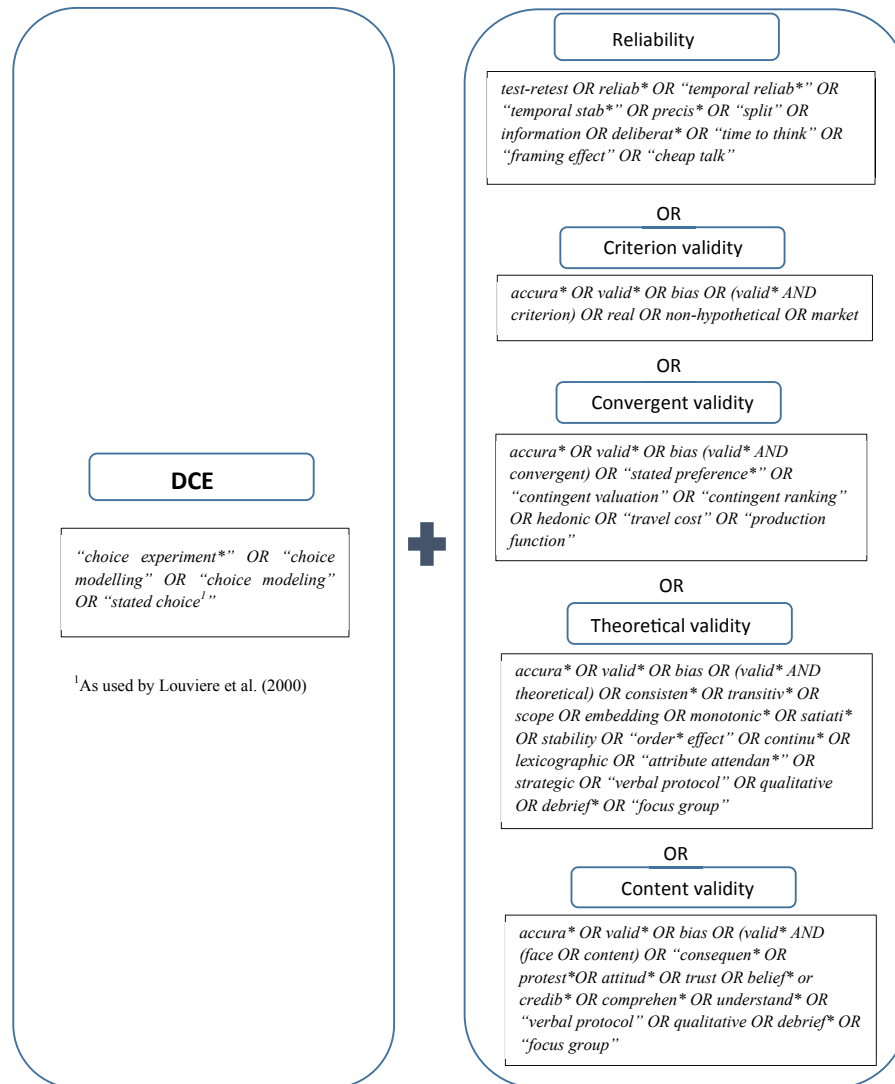 DCE
“choice experiment*” OR “choice
modelling” OR “choice modeling”
OR “stated choice¹”
¹As used by Louviere et al. (2000)
Reliability
test-retest OR reliab* OR “temporal reliab*” OR
“temporal stab*” OR precis* OR “split” OR
information OR deliberat* OR “time to think” OR
“framing effect” OR “cheap talk”
OR
Criterion validity
accura* OR valid* OR bias OR (valid* AND
criterion) OR real OR non-hypothetical OR market
OR
Convergent validity
accura* OR valid* OR bias (valid* AND
convergent) OR “stated preference*” OR
“contingent valuation” OR “contingent ranking”
OR hedonic OR “travel cost” OR “production
function”
OR
Theoretical validity
accura* OR valid* OR bias OR (valid* AND
theoretical) OR consisten* OR transitiv* OR
scope OR embedding OR monotonic* OR satiati*
OR stability OR “order* effect” OR continu* OR
lexicographic OR “attribute attendan*” OR
strategic OR “verbal protocol” OR qualitative
OR debrief* OR “focus group”
OR
Content validity
accura* OR valid* OR bias OR (valid* AND
(face OR content) OR “consequen* OR
protest*OR attitud* OR trust OR belief* or
credib* OR comprehen* OR understand* OR
“verbal protocol” OR qualitative OR debrief* OR
“focus group”